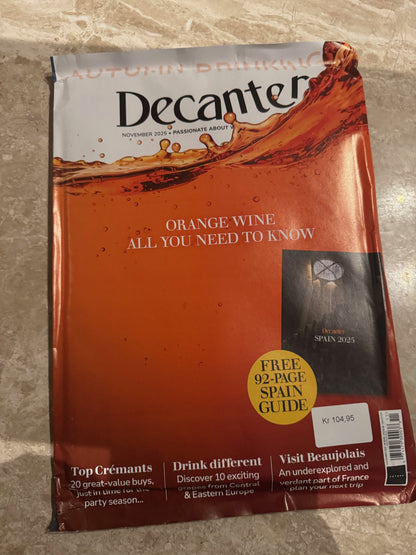 AUTUMN DRINKING
Decanter
NOVEMBER 2025 • PASSIONATE ABOUT
ORANGE WINE
ALL YOU NEED TO KNOW
Decanter
SPAIN 2025
FREE
92-PAGE
SPAIN
GUIDE
Kr 104,95
Top Crémants
20 great-value buys,
just in time for the
party season...
Drink different
Discover 10 exciting
grapes from Central
& Eastern Europe
Visit Beaujolais
An underexplored and
verdant part of France
plan your next trip